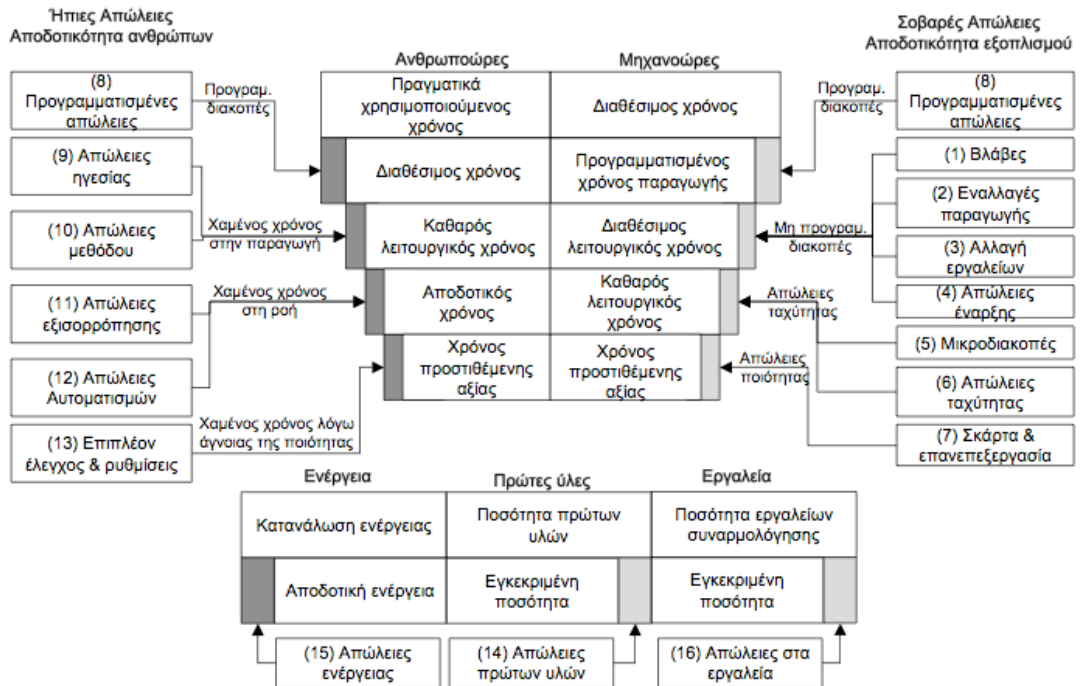 Ήπιες Απώλειες
Αποδοτικότητα ανθρώπων
Σοβαρές Απώλειες
Αποδοτικότητα εξοπλισμού
Ανθρωποώρες
Μηχανοώρες
(8)
Προγραμματισμένες
απώλειες
(9) Απώλειες
ηγεσίας
(10) Απώλειες
μεθόδου
(11) Απώλειες
εξισορρόπησης
(12) Απώλειες
Αυτοματισμών
(13) Επιπλέον
έλεγχος & ρυθμίσεις
Προγραμ.
διακοπές
Χαμένος χρόνος
στην παραγωγή
Χαμένος χρόνος
στη ροή
Χαμένος χρόνος λόγω
άγνοιας της ποιότητας
Πραγματικά
χρησιμοποιούμενος
χρόνος
Διαθέσιμος χρόνος
Διαθέσιμος χρόνος
Προγραμματισμένος
χρόνος παραγωγής
Καθαρός
λειτουργικός χρόνος
Διαθέσιμος
λειτουργικός χρόνος
Αποδοτικός
χρόνος
Καθαρός
λειτουργικός
χρόνος
Χρόνος
προστιθέμενης
αξίας
Χρόνος
προστιθέμενης
αξίας
Προγραμ.
διακοπές
Μη προγραμ.
διακοπές
Απώλειες
ταχύτητας
Απώλειες
ποιότητας
(8)
Προγραμματισμένες
απώλειες
(1) Βλάβες
(2) Εναλλαγές
παραγωγής
(3) Αλλαγή
εργαλείων
(4) Απώλειες
έναρξης
(5) Μικροδιακοπές
(6) Απώλειες
ταχύτητας
(7) Σκάρτα &
επανεπεξεργασία
Ενέργεια
Πρώτες ύλες
Εργαλεία
Κατανάλωση ενέργειας
Ποσότητα πρώτων
υλών
Ποσότητα εργαλείων
συναρμολόγησης
Αποδοτική ενέργεια
Εγκεκριμένη
ποσότητα
Εγκεκριμένη
ποσότητα
(15) Απώλειες
ενέργειας
(14) Απώλειες
πρώτων υλών
(16) Απώλειες στα
εργαλεία